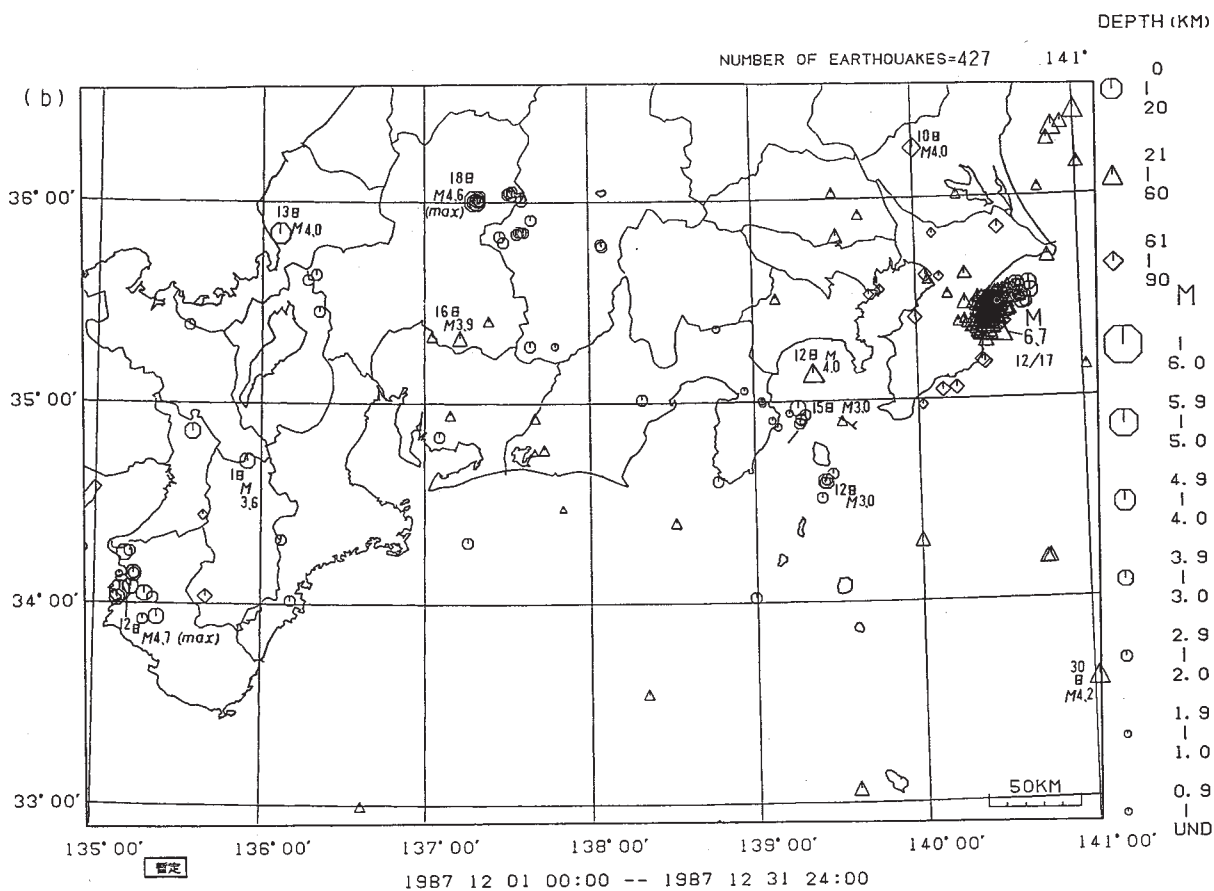 DEPTH (KM)
NUMBER OF EARTHQUAKES=427 141°
(b)
0
|
20
10日
M4.0
21
|
60
18日
M4.6
(max)
36°00'
13日
M4.0
61
|
90
M
16日
M3.9
M
6.7
12/17
|
6.0
12日 M
4.0
35°00'
15日 M3.0
5.9
|
5.0
1日
M
3.6
12日
M3.0
4.9
|
4.0
3.9
|
3.0
34°00'
12日
M4.7 (max)
2.9
|
2.0
30
日
M4.2
1.9
|
1.0
50KM
33°00'
0.9
|
UND
135°00' 136°00' 137°00' 138°00' 139°00' 140°00' 141°00'
暫定
1987 12 01 00:00 -- 1987 12 31 24:00